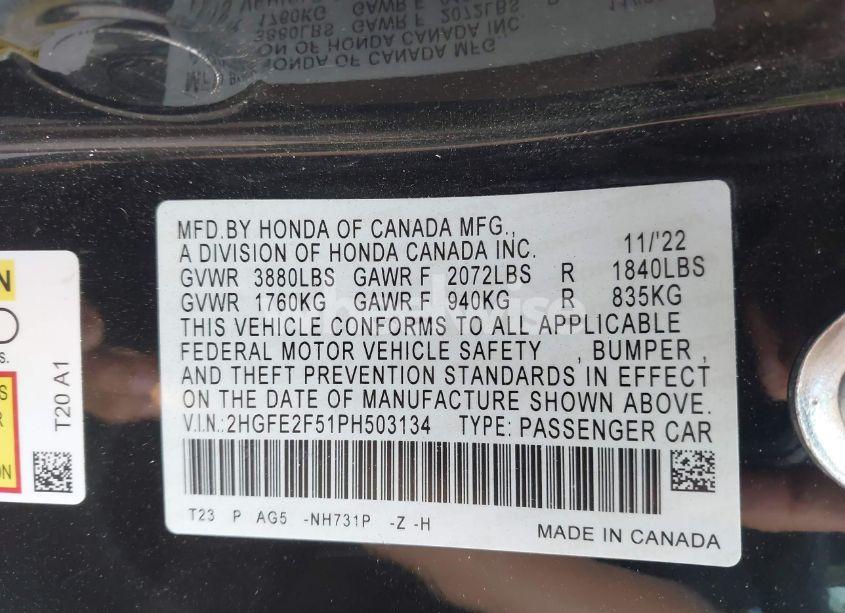 MFD.BY HONDA OF CANADA MFG.,
A DIVISION OF HONDA CANADA INC. 11/'22
GVWR 3880LBS GAWR F 2072LBS R 1840LBS
GVWR 1760KG GAWR F 940KG R 835KG
THIS VEHICLE CONFORMS TO ALL APPLICABLE
FEDERAL MOTOR VEHICLE SAFETY , BUMPER ,
AND THEFT PREVENTION STANDARDS IN EFFECT
ON THE DATE OF MANUFACTURE SHOWN ABOVE.
V.I.N.:2HGFE2F51PH503134 TYPE: PASSENGER CAR
T23 P AG5 -NH731P -Z -H
MADE IN CANADA
T20 A1